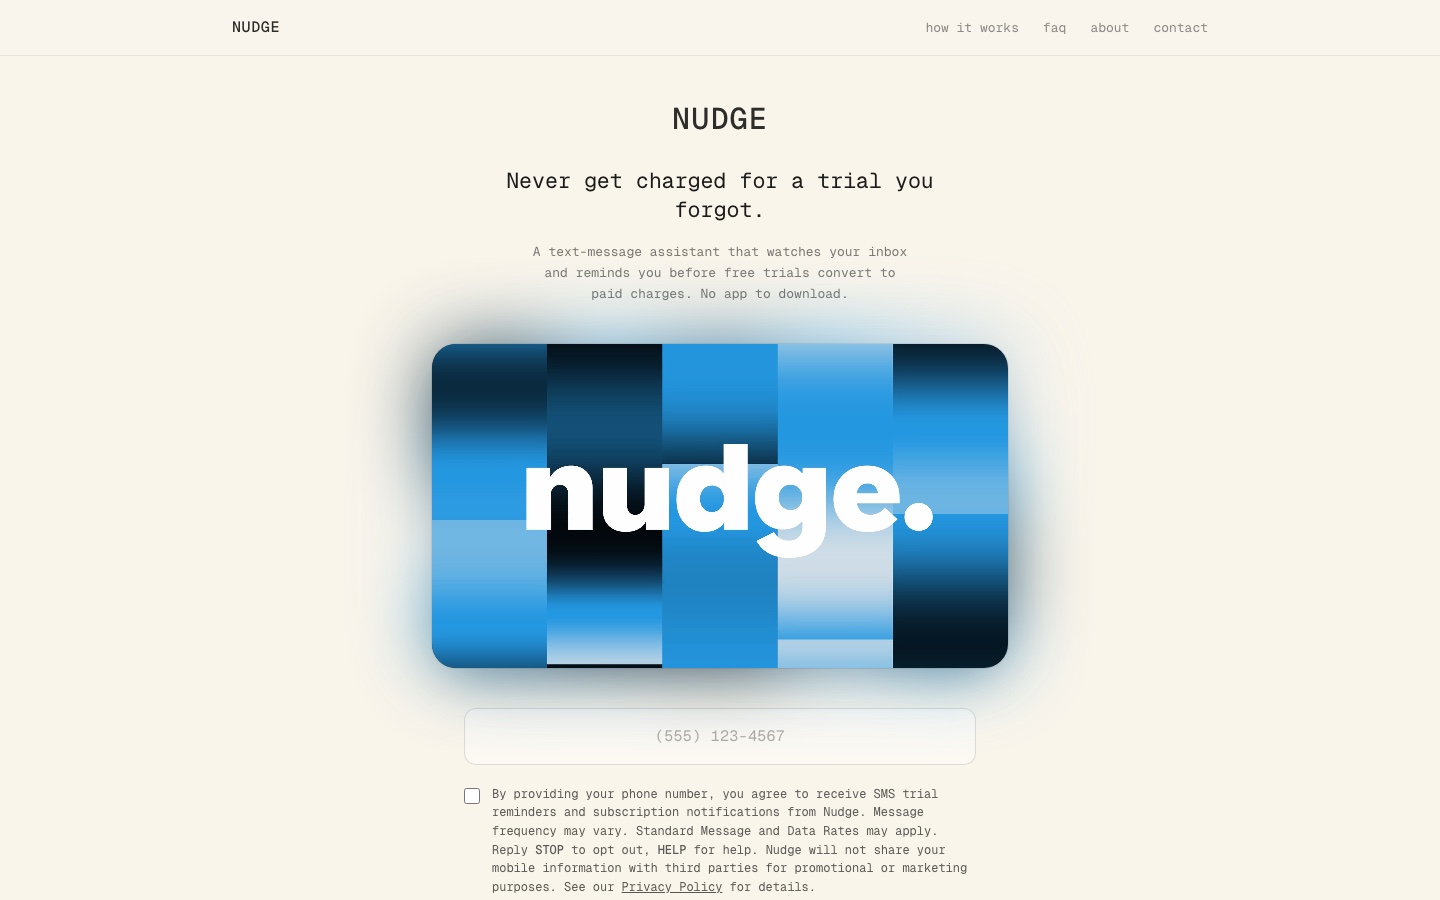 NUDGE
how it works
faq
about
contact
NUDGE
Never get charged for a trial you
forgot.
A text-message assistant that watches your inbox
and reminds you before free trials convert to
paid charges. No app to download.
nudge.
(555) 123-4567
By providing your phone number, you agree to receive SMS trial
reminders and subscription notifications from Nudge. Message
frequency may vary. Standard Message and Data Rates may apply.
Reply STOP to opt out, HELP for help. Nudge will not share your
mobile information with third parties for promotional or marketing
purposes. See our Privacy Policy for details.